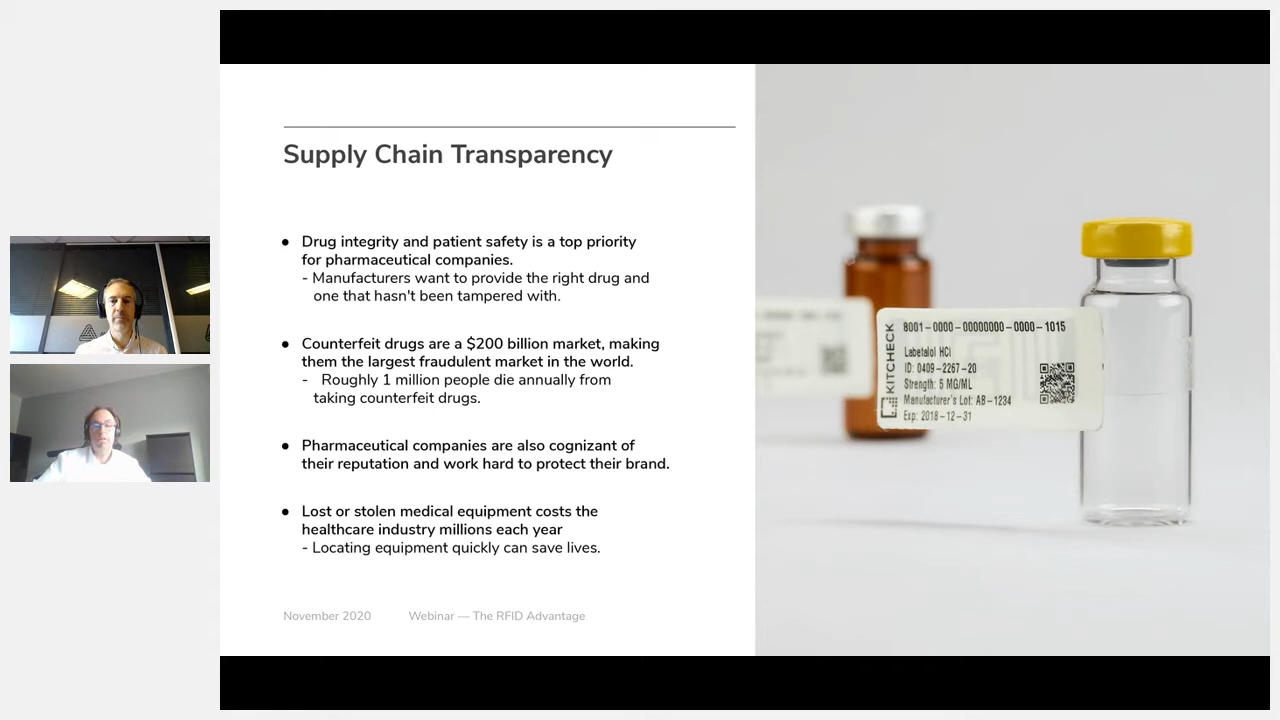 Supply Chain Transparency
● Drug integrity and patient safety is a top priority
for pharmaceutical companies.
- Manufacturers want to provide the right drug and
one that hasn't been tampered with.
● Counterfeit drugs are a $200 billion market, making
them the largest fraudulent market in the world.
- Roughly 1 million people die annually from
taking counterfeit drugs.
● Pharmaceutical companies are also cognizant of
their reputation and work hard to protect their brand.
● Lost or stolen medical equipment costs the
healthcare industry millions each year
- Locating equipment quickly can save lives.
November 2020 Webinar — The RFID Advantage
KITCHECK
8001-0000-00000000-0000-1015
Labetalol HCl
ID: 0409-2267-20
Strength: 5 MG/ML
Manufacturer's Lot: AB-1234
Exp: 2018-12-31